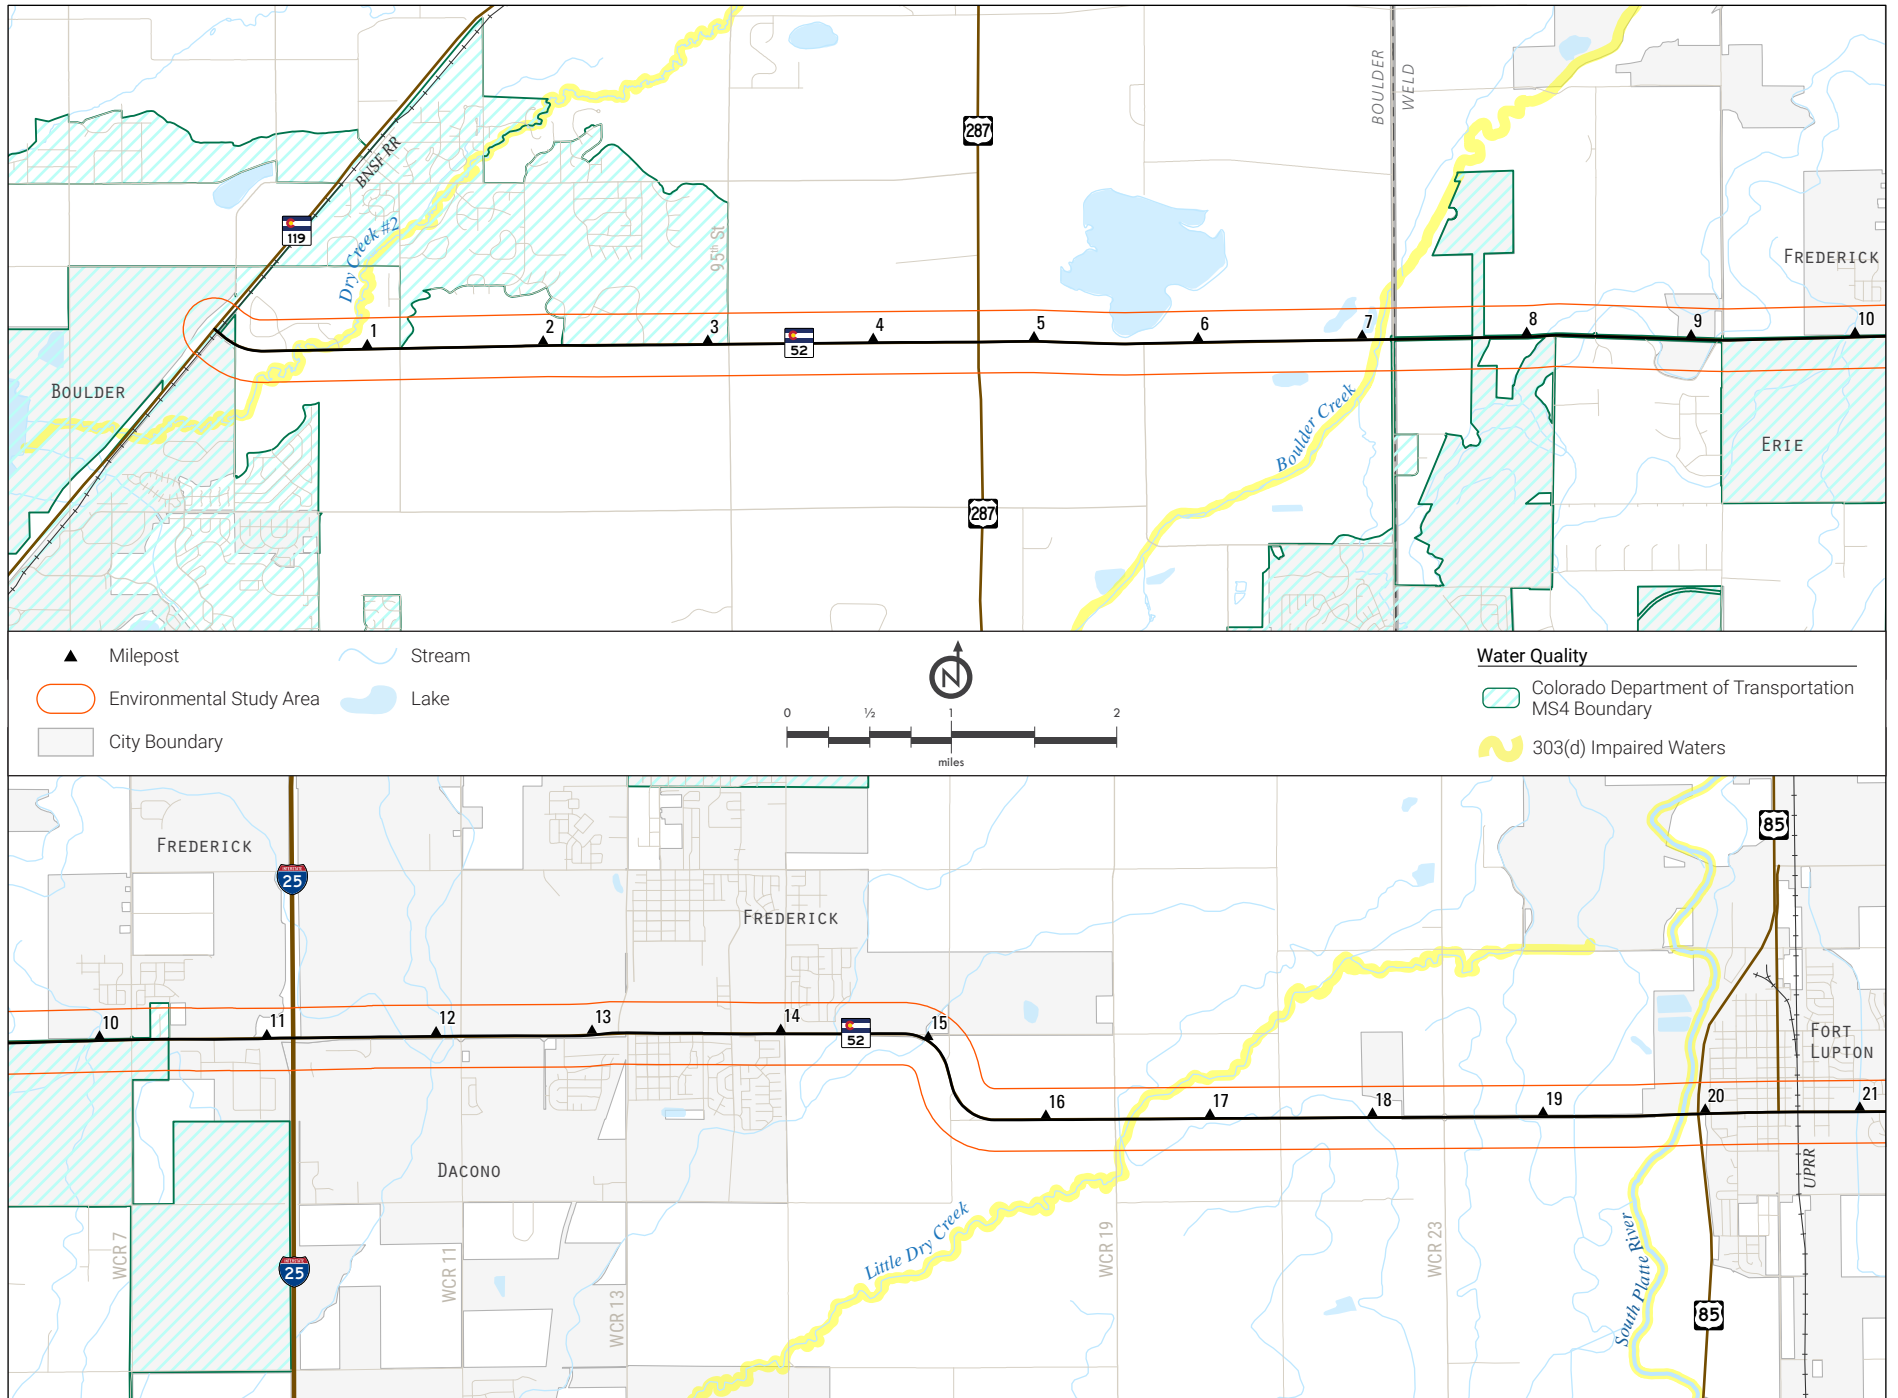 BOULDER
WELD
287
BNSF RR
119
Dry Creek #2
95th St
FREDERICK
1
2
3
52
4
5
6
7
8
9
10
BOULDER
Boulder Creek
ERIE
287
Milepost
Environmental Study Area
City Boundary
Stream
Lake
N
0
½
1
2
miles
Water Quality
Colorado Department of Transportation
MS4 Boundary
303(d) Impaired Waters
FREDERICK
INTERSTATE
25
85
FREDERICK
10
11
12
13
14
52
15
16
17
18
19
20
21
FORT
LUPTON
DACONO
UPRR
Little Dry Creek
WCR 7
INTERSTATE
25
WCR 11
WCR 13
WCR 19
WCR 23
South Platte River
85